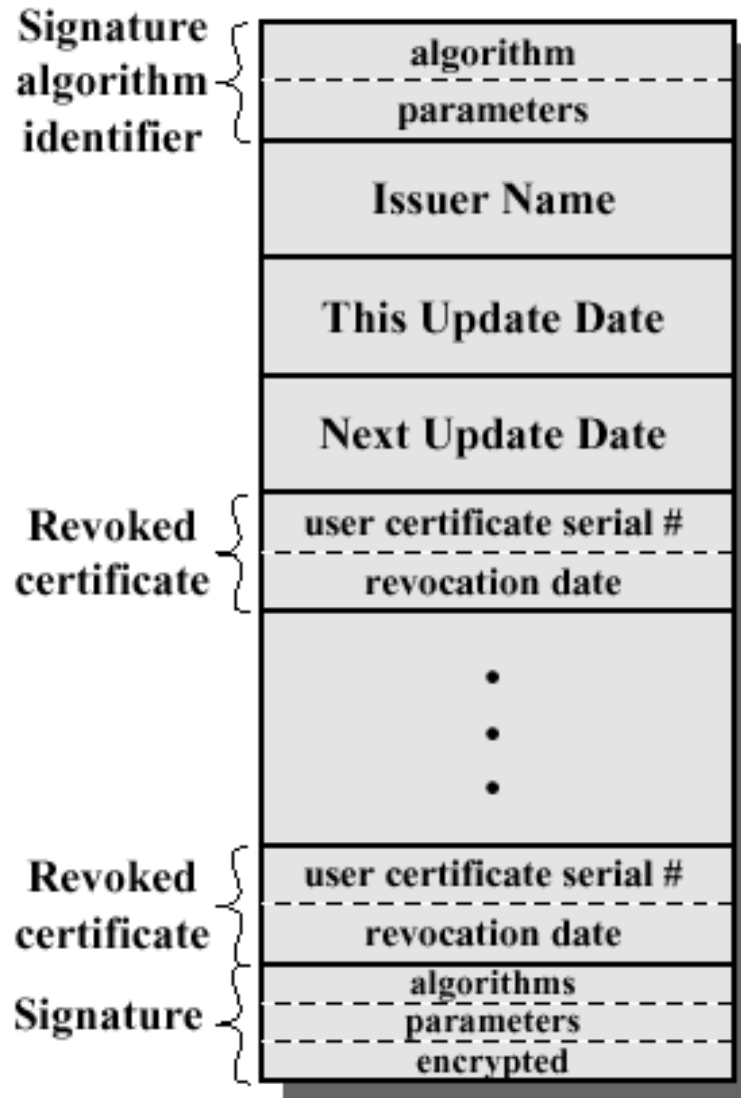 Signature
algorithm
identifier
algorithm
parameters
Issuer Name
This Update Date
Next Update Date
Revoked
certificate
user certificate serial #
revocation date
Revoked
certificate
user certificate serial #
revocation date
Signature
algorithms
parameters
encrypted